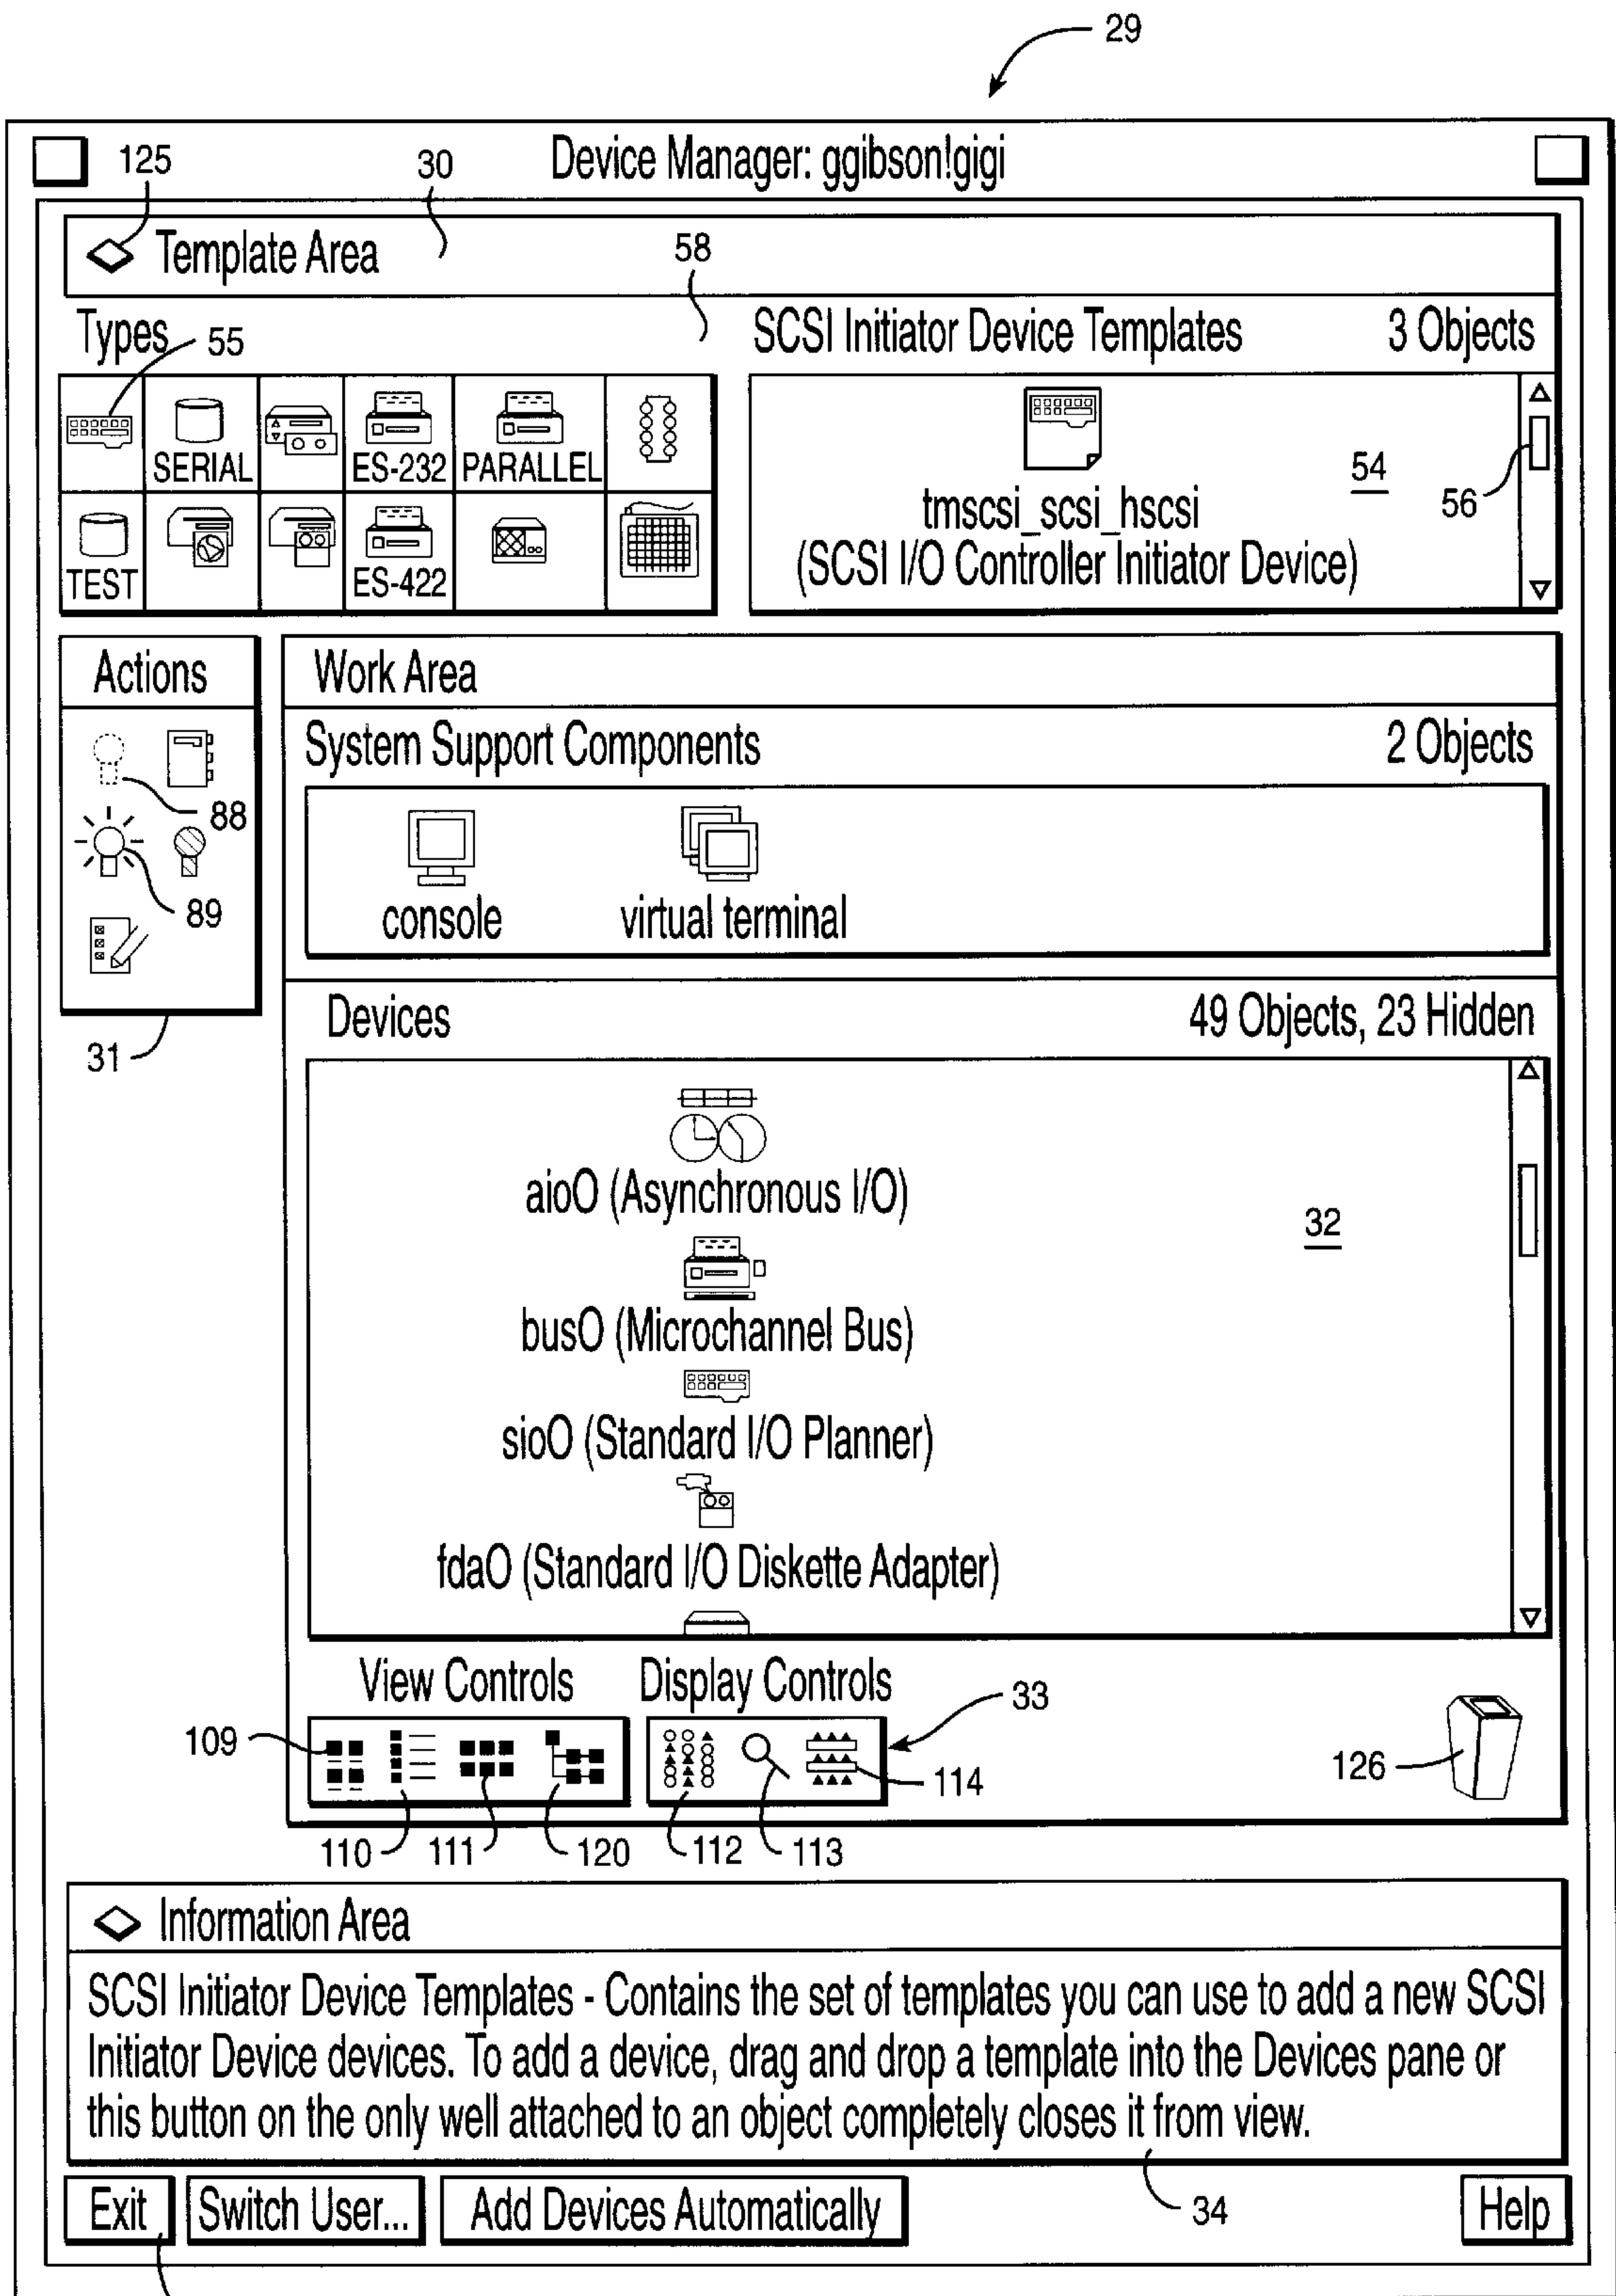 29
Device Manager: ggibson!gigi
125
30
Template Area
58
Types
55
SCSI Initiator Device Templates
3 Objects
SERIAL
ES-232
PARALLEL
TEST
ES-422
54
56
tmscsi_scsi_hscsi
(SCSI I/O Controller Initiator Device)
Actions
88
89
31
Work Area
System Support Components
2 Objects
console
virtual terminal
Devices
49 Objects, 23 Hidden
aioO (Asynchronous I/O)
32
busO (Microchannel Bus)
sioO (Standard I/O Planner)
fdaO (Standard I/O Diskette Adapter)
View Controls
Display Controls
33
109
114
126
110
111
120
112
113
Information Area
SCSI Initiator Device Templates - Contains the set of templates you can use to add a new SCSI
Initiator Device devices. To add a device, drag and drop a template into the Devices pane or
this button on the only well attached to an object completely closes it from view.
34
Exit
Switch User...
Add Devices Automatically
Help